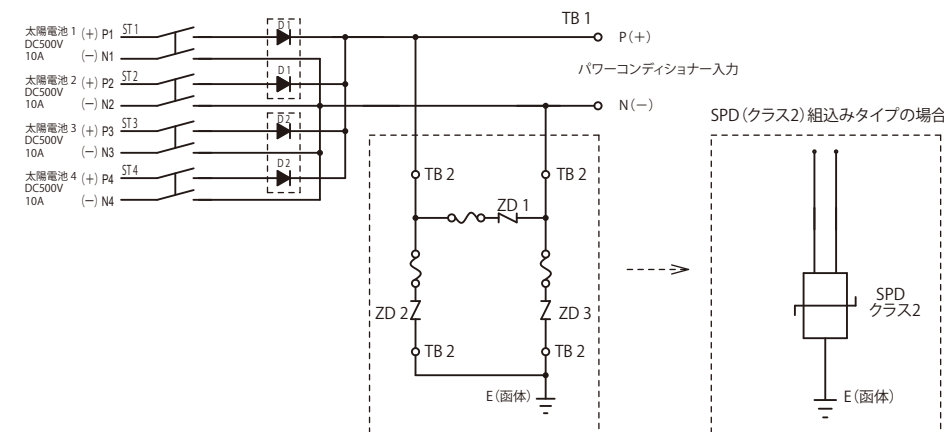 太陽電池1 (+) P1 ST1
DC500V
10A (−) N1
太陽電池2 (+) P2 ST2
DC500V
10A (−) N2
太陽電池3 (+) P3 ST3
DC500V
10A (−) N3
太陽電池4 (+) P4 ST4
DC500V
10A (−) N4
D1
D1
D2
D2
TB 1
P(+)
パワーコンディショナー入力
N(−)
TB 2
TB 2
ZD 1
ZD 2
ZD 3
TB 2
TB 2
E(函体)
SPD(クラス2)組込みタイプの場合
SPD
クラス2
E(函体)